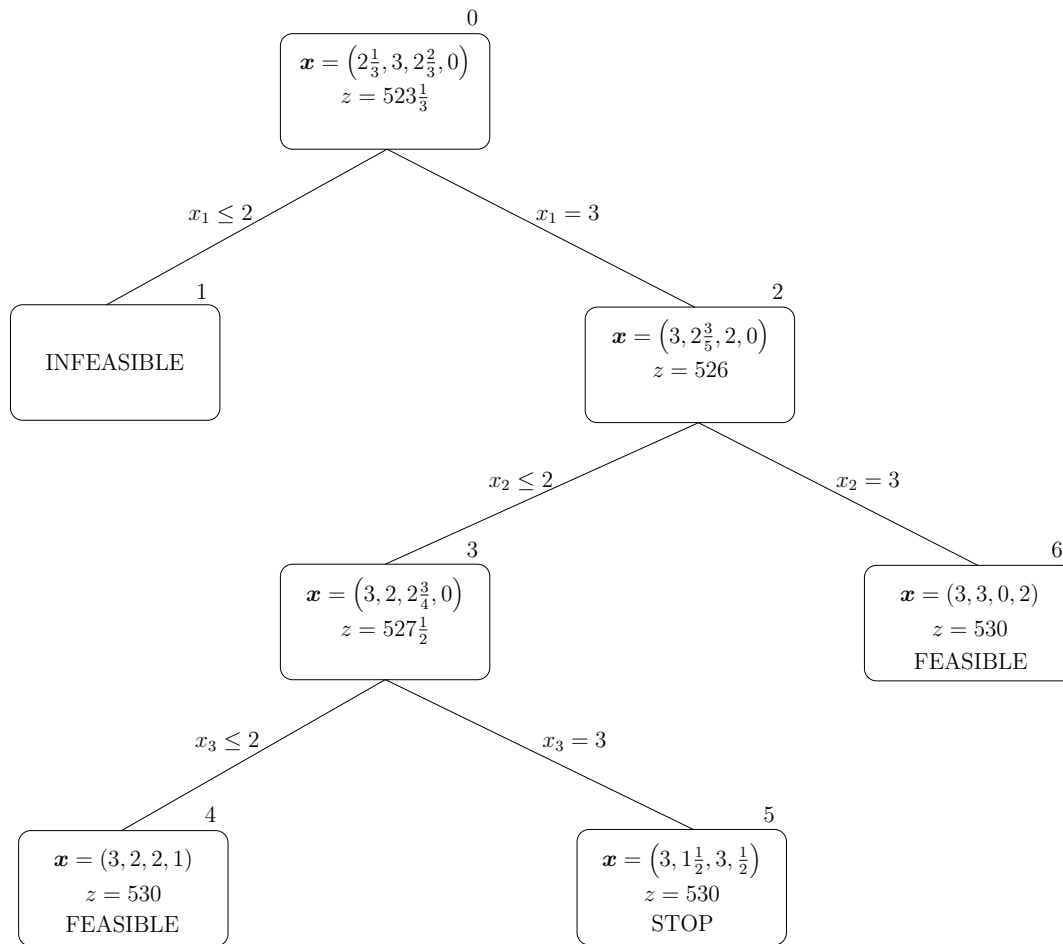 0
𝒙 = (2 1/3, 3, 2 2/3, 0)
z = 523 1/3
x₁ ≤ 2
x₁ = 3
1
INFEASIBLE
2
𝒙 = (3, 2 3/5, 2, 0)
z = 526
x₂ ≤ 2
x₂ = 3
3
𝒙 = (3, 2, 2 3/4, 0)
z = 527 1/2
6
𝒙 = (3, 3, 0, 2)
z = 530
FEASIBLE
x₃ ≤ 2
x₃ = 3
4
𝒙 = (3, 2, 2, 1)
z = 530
FEASIBLE
5
𝒙 = (3, 1 1/2, 3, 1/2)
z = 530
STOP